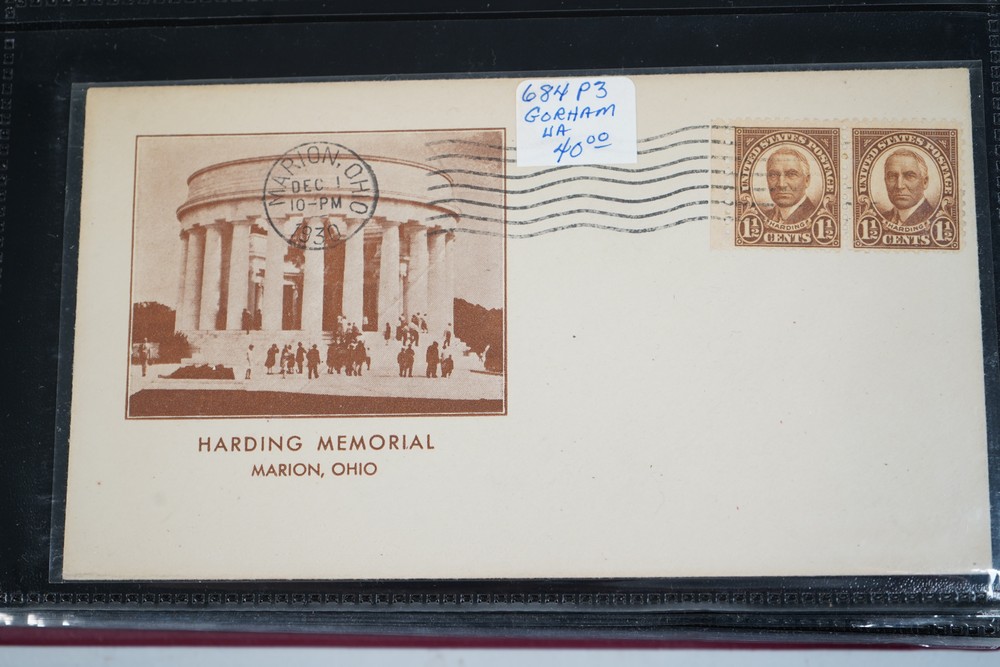 684 P3
GORHAM
UA
40.00
MARION, OHIO
DEC 1
10-PM
1930
UNITED STATES POSTAGE
HARDING
1½ CENTS 1½
UNITED STATES POSTAGE
HARDING
1½ CENTS 1½
HARDING MEMORIAL
MARION, OHIO